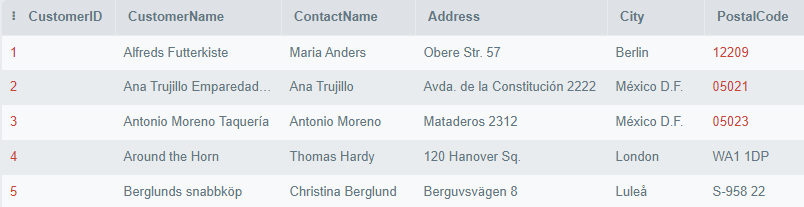 CustomerID CustomerName ContactName Address City PostalCode
1 Alfreds Futterkiste Maria Anders Obere Str. 57 Berlin 12209
2 Ana Trujillo Emparedad... Ana Trujillo Avda. de la Constitución 2222 México D.F. 05021
3 Antonio Moreno Taquería Antonio Moreno Mataderos 2312 México D.F. 05023
4 Around the Horn Thomas Hardy 120 Hanover Sq. London WA1 1DP
5 Berglunds snabbköp Christina Berglund Berguvsvägen 8 Luleå S-958 22